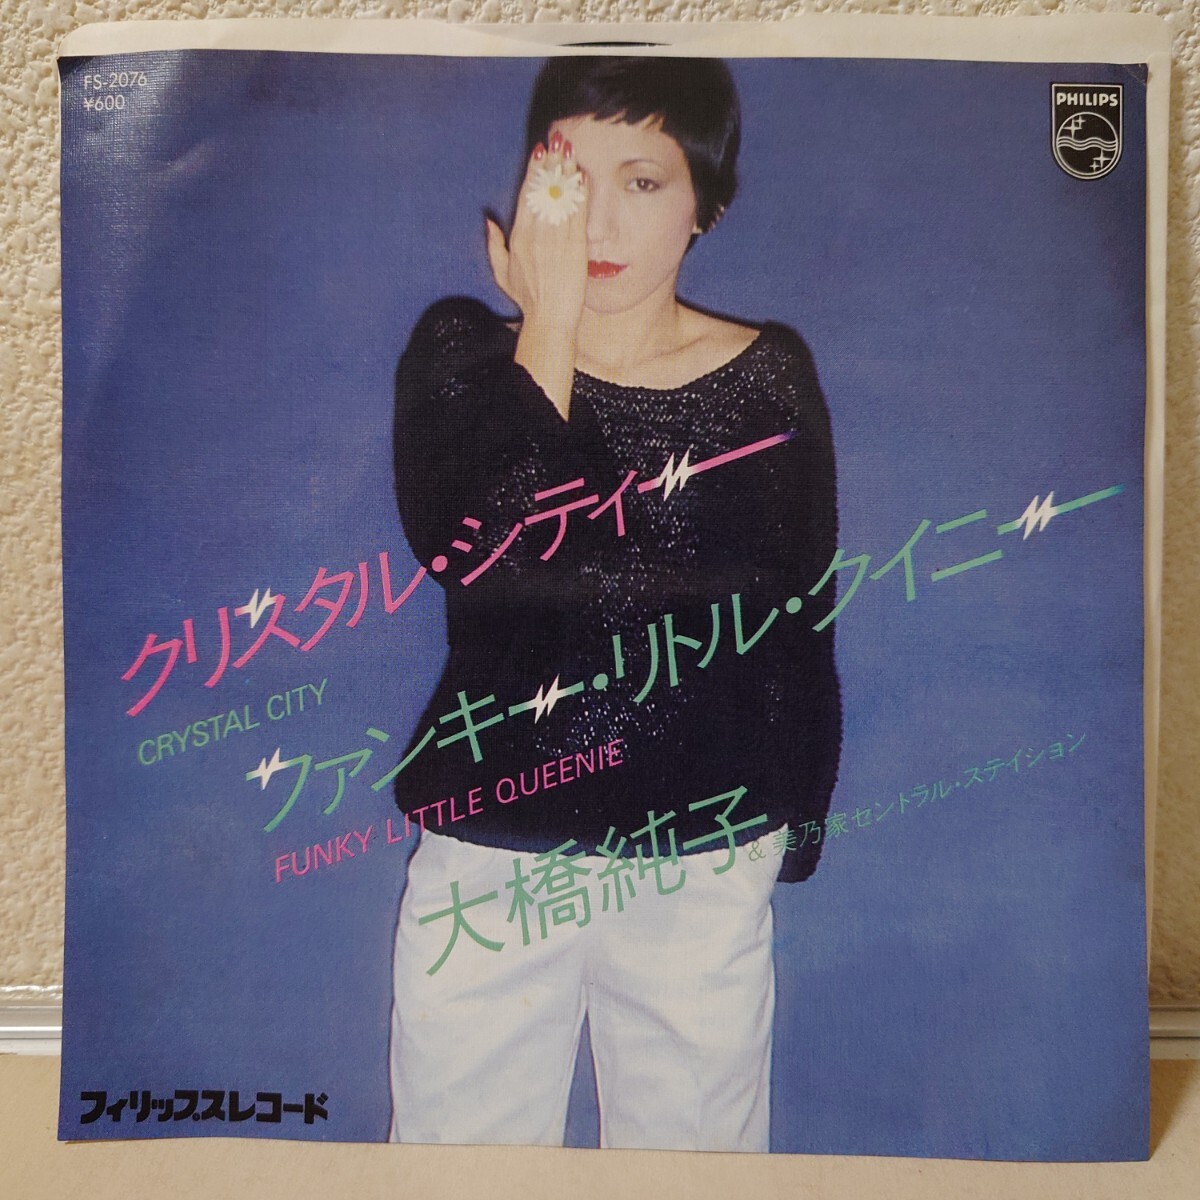 FS-2076
¥600
PHILIPS
クリスタル・シティー
CRYSTAL CITY
ファンキー・リトル・クイニー
FUNKY LITTLE QUEENIE
大橋純子
& 美乃家セントラル・ステイション
フィリップスレコード